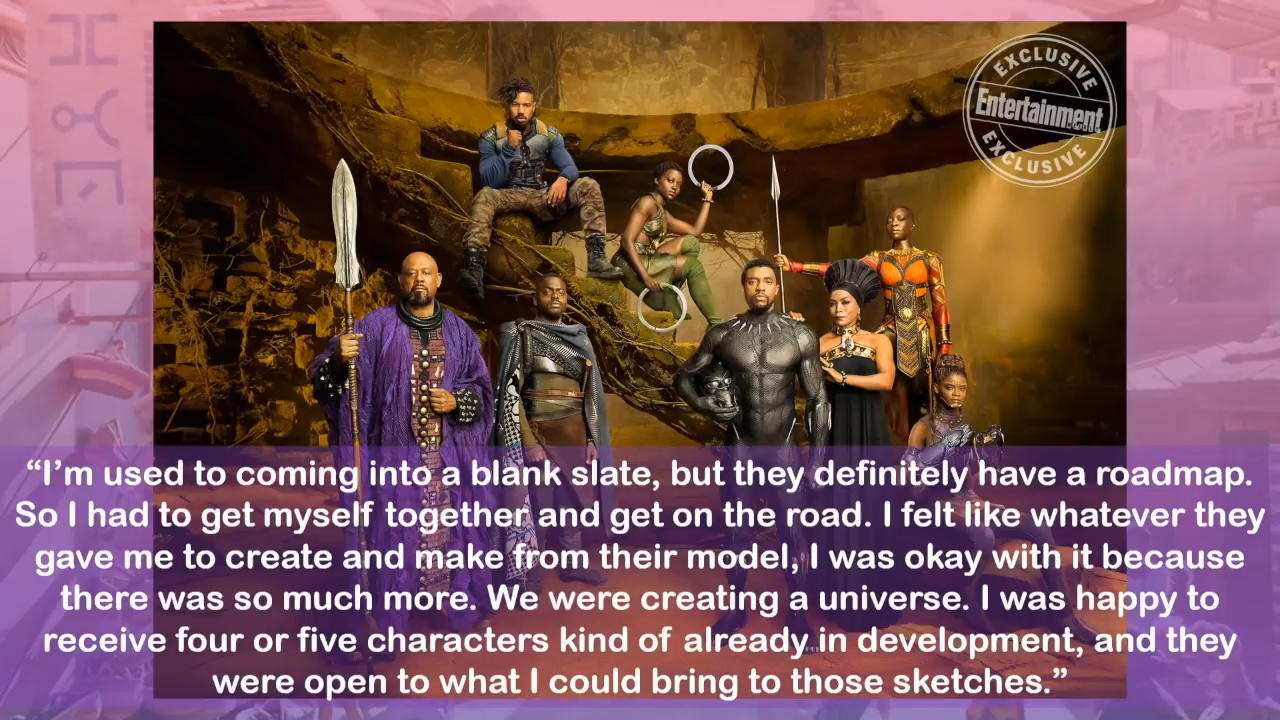 EXCLUSIVE
Entertainment
EXCLUSIVE
“I’m used to coming into a blank slate, but they definitely have a roadmap.
So I had to get myself together and get on the road. I felt like whatever they
gave me to create and make from their model, I was okay with it because
there was so much more. We were creating a universe. I was happy to
receive four or five characters kind of already in development, and they
were open to what I could bring to those sketches.”